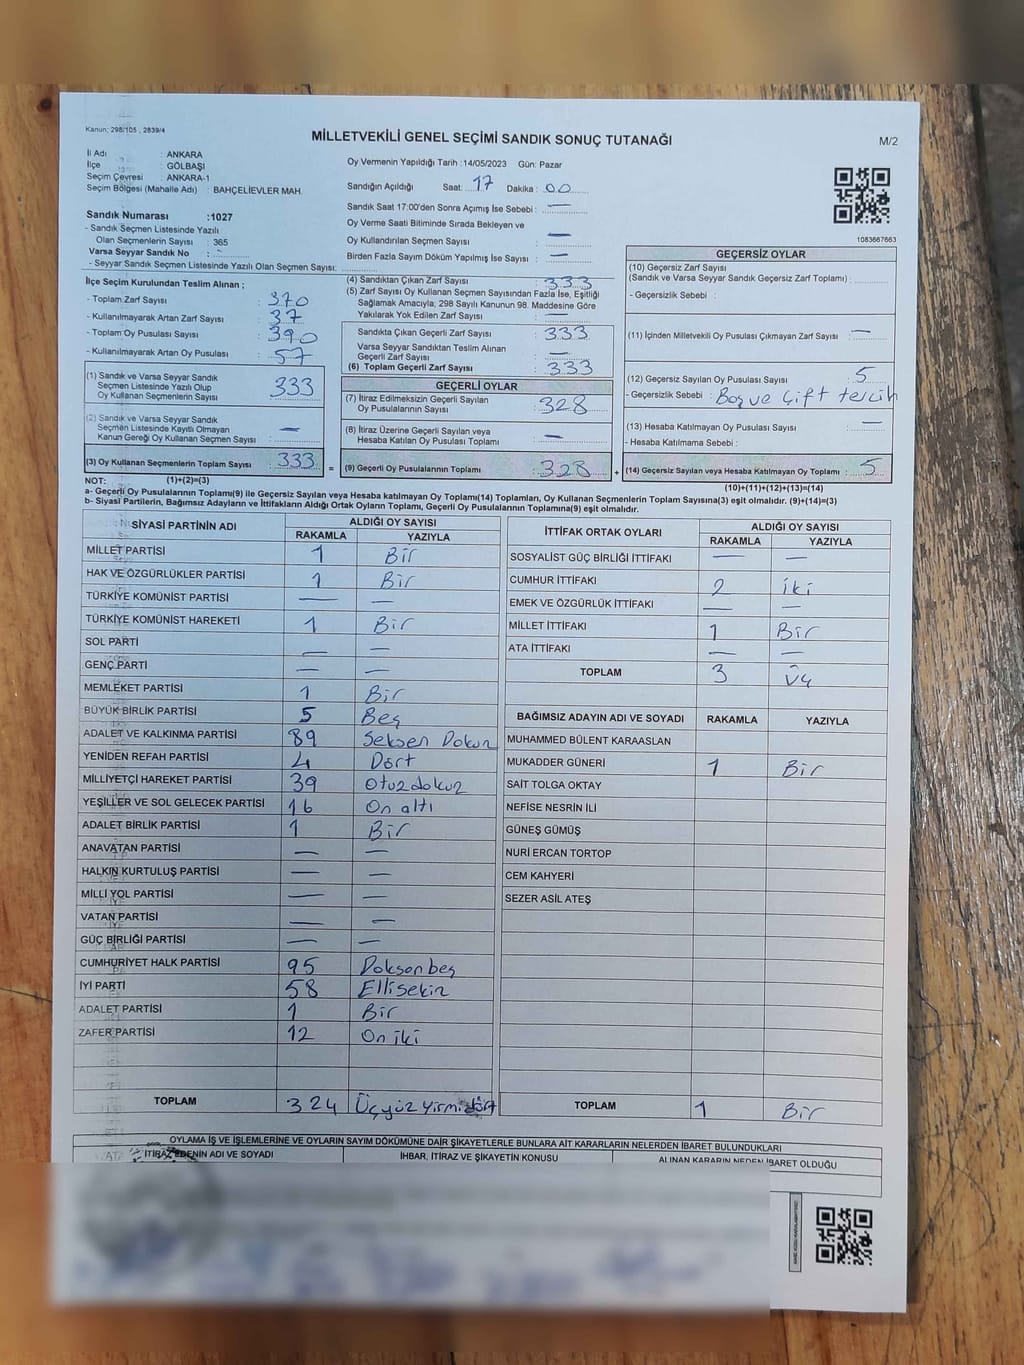 Kanun; 298/105 , 2839/4
MİLLETVEKİLİ GENEL SEÇİMİ SANDIK SONUÇ TUTANAĞI
M/2
İl Adı : ANKARA
İlçe : GÖLBAŞI
Seçim Çevresi : ANKARA-1
Seçim Bölgesi (Mahalle Adı) : BAHÇELİEVLER MAH.
Sandık Numarası :1027
- Sandık Seçmen Listesinde Yazılı
Olan Seçmenlerin Sayısı : 365
Varsa Seyyar Sandık No : -
- Seyyar Sandık Seçmen Listesinde Yazılı Olan Seçmen Sayısı:
Oy Vermenin Yapıldığı Tarih :14/05/2023 Gün: Pazar
Sandığın Açıldığı Saat: 17 Dakika : 00
Sandık Saat 17:00'den Sonra Açımış İse Sebebi : —
Oy Verme Saati Bitiminde Sırada Bekleyen ve
Oy Kullandırılan Seçmen Sayısı : —
Birden Fazla Sayım Döküm Yapılmış İse Sayısı : —
1083667663
İlçe Seçim Kurulundan Teslim Alınan ;
- Toplam Zarf Sayısı : 370
- Kullanılmayarak Artan Zarf Sayısı : 37
- Toplam Oy Pusulası Sayısı : 390
- Kullanılmayarak Artan Oy Pusulası : 57
(1) Sandık ve Varsa Seyyar Sandık
Seçmen Listesinde Yazılı Olup
Oy Kullanan Seçmenlerin Sayısı : 333
(2) Sandık ve Varsa Seyyar Sandık
Seçmen Listesinde Kayıtlı Olmayan
Kanun Gereği Oy Kullanan Seçmen Sayısı : —
(3) Oy Kullanan Seçmenlerin Toplam Sayısı : 333 =
(4) Sandıktan Çıkan Zarf Sayısı : 333
(5) Zarf Sayısı Oy Kullanan Seçmen Sayısından Fazla İse, Eşitliği
Sağlamak Amacıyla, 298 Sayılı Kanunun 98. Maddesine Göre
Yakılarak Yok Edilen Zarf Sayısı : —
Sandıkta Çıkan Geçerli Zarf Sayısı : 333
Varsa Seyyar Sandıktan Teslim Alınan
Geçerli Zarf Sayısı : —
(6) Toplam Geçerli Zarf Sayısı : 333
GEÇERLİ OYLAR
(7) İtiraz Edilmeksizin Geçerli Sayılan
Oy Pusulalarının Sayısı : 328
(8) İtiraz Üzerine Geçerli Sayılan veya
Hesaba Katılan Oy Pusulası Toplamı : —
(9) Geçerli Oy Pusulalarının Toplamı : 328 +
GEÇERSİZ OYLAR
(10) Geçersiz Zarf Sayısı
(Sandık ve Varsa Seyyar Sandık Geçersiz Zarf Toplamı) :
- Geçersizlik Sebebi :
(11) İçinden Milletvekili Oy Pusulası Çıkmayan Zarf Sayısı : —
(12) Geçersiz Sayılan Oy Pusulası Sayısı : 5
- Geçersizlik Sebebi : Boş ve çift tercih
(13) Hesaba Katılmayan Oy Pusulası Sayısı : —
- Hesaba Katılmama Sebebi :
(14) Geçersiz Sayılan veya Hesaba Katılmayan Oy Toplamı : 5
NOT: (1)+(2)=(3)
(10)+(11)+(12)+(13)=(14)
a- Geçerli Oy Pusulalarının Toplamı(9) ile Geçersiz Sayılan veya Hesaba katılmayan Oy Toplamı(14) Toplamları, Oy Kullanan Seçmenlerin Toplam Sayısına(3) eşit olmalıdır. (9)+(14)=(3)
b- Siyasi Partilerin, Bağımsız Adayların ve İttifakların Aldığı Ortak Oyların Toplamı, Geçerli Oy Pusulalarının Toplamına(9) eşit olmalıdır.
SİYASİ PARTİNİN ADI ALDIĞI OY SAYISI
RAKAMLA YAZIYLA
MİLLET PARTİSİ 1 Bir
HAK VE ÖZGÜRLÜKLER PARTİSİ 1 Bir
TÜRKİYE KOMÜNİST PARTİSİ — —
TÜRKİYE KOMÜNİST HAREKETİ 1 Bir
SOL PARTİ — —
GENÇ PARTİ — —
MEMLEKET PARTİSİ 1 Bir
BÜYÜK BİRLİK PARTİSİ 5 Beş
ADALET VE KALKINMA PARTİSİ 89 Seksen Dokuz
YENİDEN REFAH PARTİSİ 4 Dört
MİLLİYETÇİ HAREKET PARTİSİ 39 Otuzdokuz
YEŞİLLER VE SOL GELECEK PARTİSİ 16 On altı
ADALET BİRLİK PARTİSİ 1 Bir
ANAVATAN PARTİSİ — —
HALKIN KURTULUŞ PARTİSİ — —
MİLLİ YOL PARTİSİ — —
VATAN PARTİSİ — —
GÜÇ BİRLİĞİ PARTİSİ — —
CUMHURİYET HALK PARTİSİ 95 Doksanbeş
İYİ PARTİ 58 Ellisekiz
ADALET PARTİSİ 1 Bir
ZAFER PARTİSİ 12 On iki
TOPLAM 324 Üçyüz yirmi dört
İTTİFAK ORTAK OYLARI ALDIĞI OY SAYISI
RAKAMLA YAZIYLA
SOSYALİST GÜÇ BİRLİĞİ İTTİFAKI — —
CUMHUR İTTİFAKI 2 iki
EMEK VE ÖZGÜRLÜK İTTİFAKI — —
MİLLET İTTİFAKI 1 Bir
ATA İTTİFAKI — —
TOPLAM 3 Üç
BAĞIMSIZ ADAYIN ADI VE SOYADI RAKAMLA YAZIYLA
MUHAMMED BÜLENT KARAASLAN
MUKADDER GÜNERİ 1 Bir
SAİT TOLGA OKTAY
NEFİSE NESRİN İLİ
GÜNEŞ GÜMÜŞ
NURİ ERCAN TORTOP
CEM KAHYERİ
SEZER ASİL ATEŞ
TOPLAM 1 Bir
OYLAMA İŞ VE İŞLEMLERİNE VE OYLARIN SAYIM DÖKÜMÜNE DAİR ŞİKAYETLERLE BUNLARA AİT KARARLARIN NELERDEN İBARET BULUNDUKLARI
İTİRAZ EDENİN ADI VE SOYADI İHBAR, İTİRAZ VE ŞİKAYETİN KONUSU ALINAN KARARIN NEDEN İBARET OLDUĞU